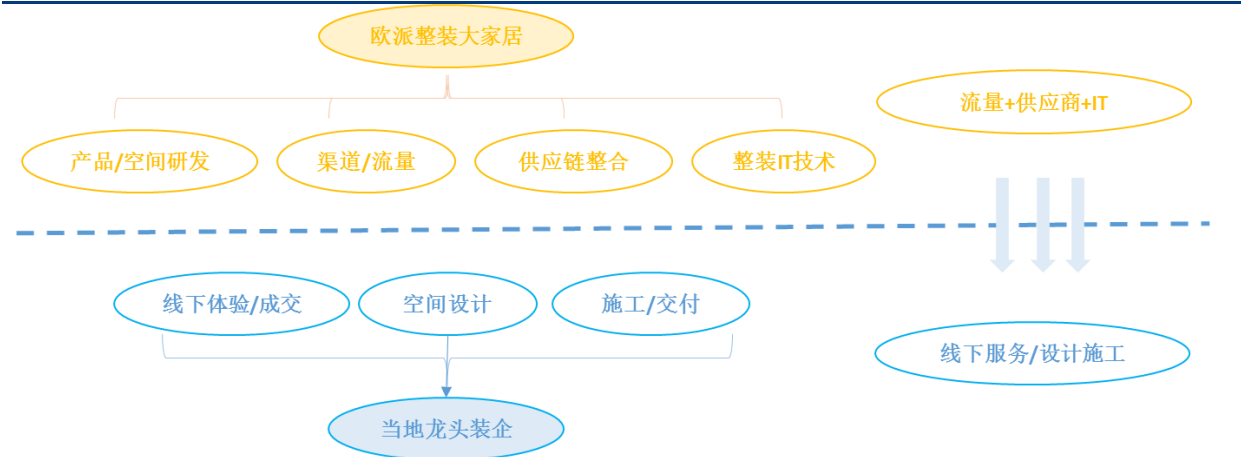 欧派整装大家居
流量+供应商+IT
产品/空间研发
渠道/流量
供应链整合
整装IT技术
线下体验/成交
空间设计
施工/交付
线下服务/设计施工
当地龙头装企